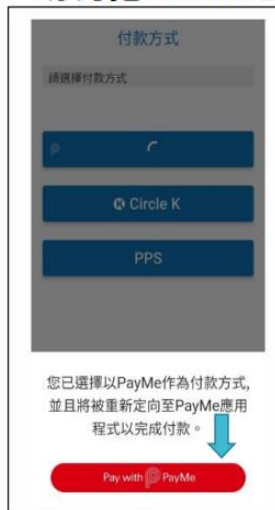 付款方式
請選擇付款方式
Circle K
PPS
您已選擇以PayMe作為付款方式,
並且將被重新定向至PayMe應用
程式以完成付款。
Pay with PayMe